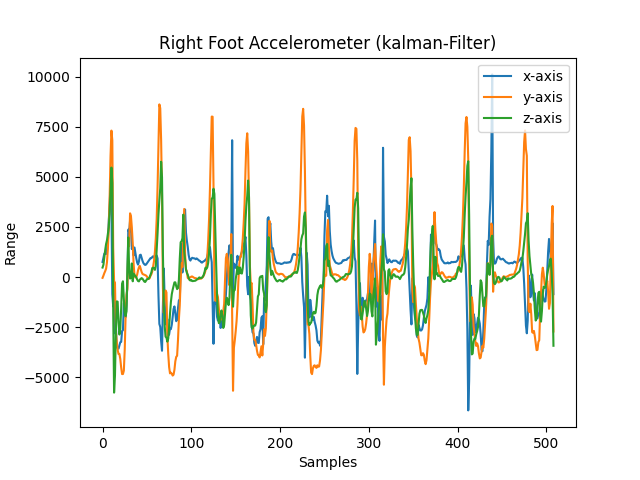 Right Foot Accelerometer (kalman-Filter)
x-axis
y-axis
z-axis
Range
10000
7500
5000
2500
0
−2500
−5000
0 100 200 300 400 500
Samples